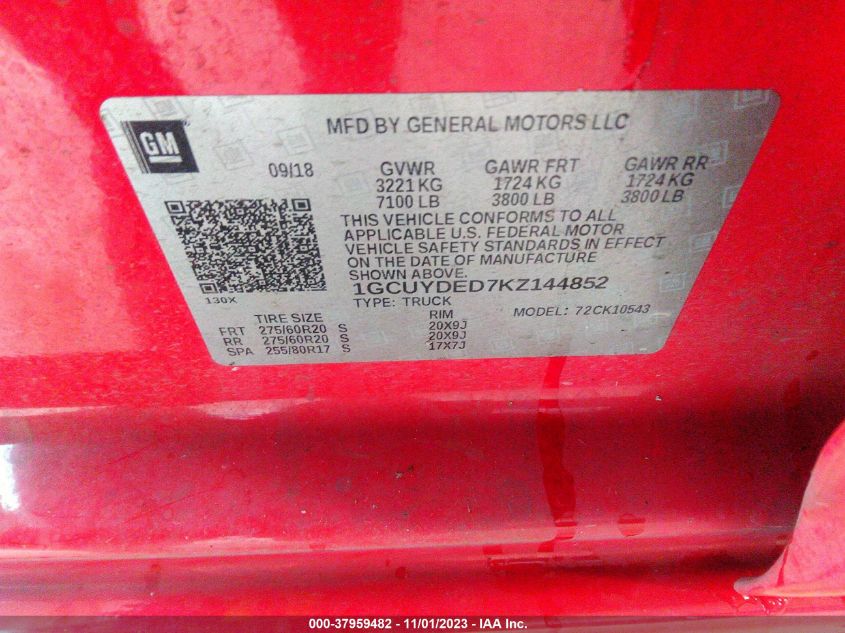 GM
MFD BY GENERAL MOTORS LLC
09/18 GVWR GAWR FRT GAWR RR
3221 KG 1724 KG 1724 KG
7100 LB 3800 LB 3800 LB
THIS VEHICLE CONFORMS TO ALL
APPLICABLE U.S. FEDERAL MOTOR
VEHICLE SAFETY STANDARDS IN EFFECT
ON THE DATE OF MANUFACTURE
SHOWN ABOVE.
130X
1GCUYDED7KZ144852
TYPE: TRUCK MODEL: 72CK10543
TIRE SIZE RIM
FRT 275/60R20 S 20X9J
RR 275/60R20 S 20X9J
SPA 255/80R17 S 17X7J
000-37959482 - 11/01/2023 - IAA Inc.